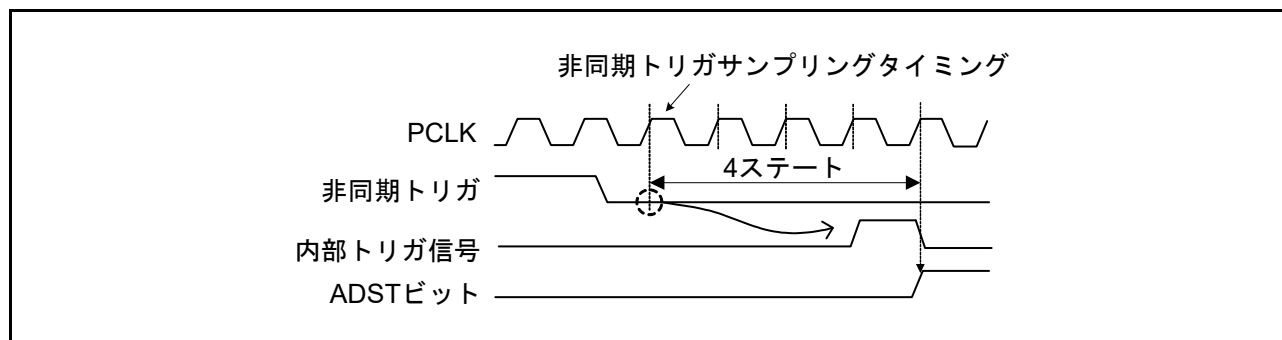 非同期トリガサンプリングタイミング
PCLK
4ステート
非同期トリガ
内部トリガ信号
ADSTビット